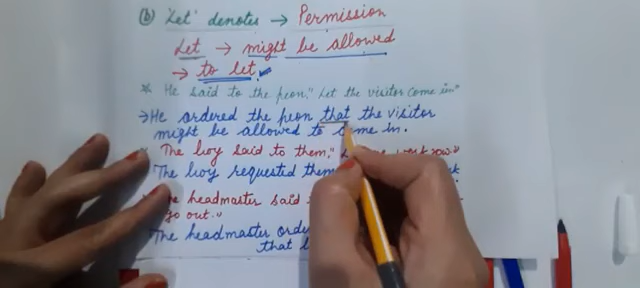 (b) 'Let' denotes → Permission
Let → might be allowed
→ to let.
* He said to the peon, "Let the visitor come in"
→ He ordered the peon that the visitor
might be allowed to come in.
* The boy said to them, "
The boy requested them
The headmaster said
go out."
The headmaster
that